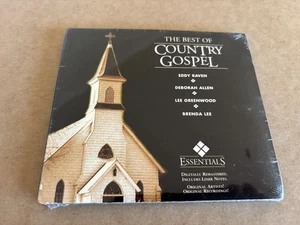 THE BEST OF
COUNTRY
GOSPEL
EDDY RAVEN
DEBORAH ALLEN
LEE GREENWOOD
BRENDA LEE
ESSENTIALS
DIGITALLY REMASTERED.
INCLUDES LINER NOTES.
ORIGINAL ARTISTS!
ORIGINAL RECORDINGS!